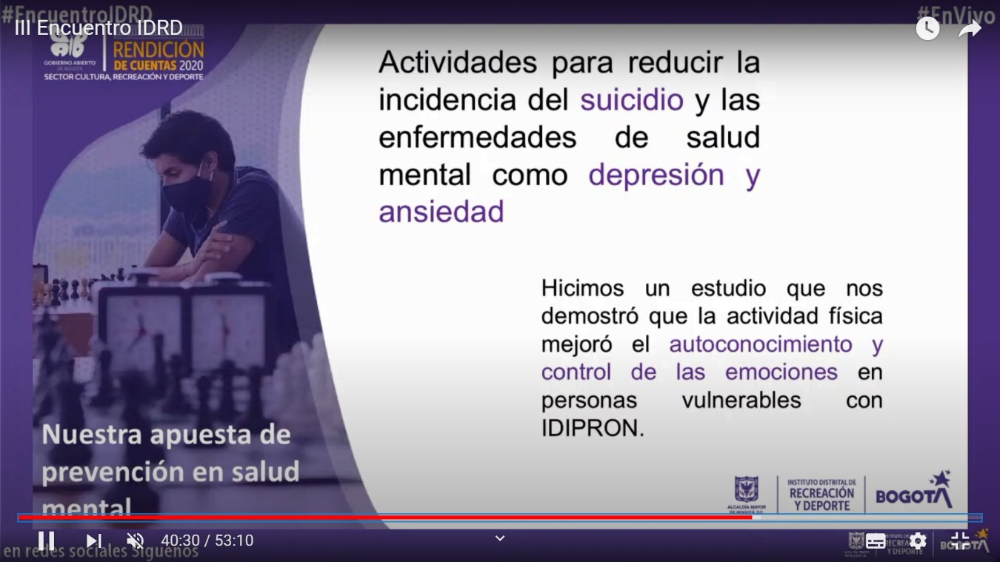 #EncuentroIDRD
#EnVivo
III Encuentro IDRD
GOBIERNO ABIERTO
DE BOGOTÁ
RENDICIÓN
DE CUENTAS 2020
SECTOR CULTURA, RECREACIÓN Y DEPORTE
Actividades para reducir la
incidencia del suicidio y las
enfermedades de salud
mental como depresión y
ansiedad
Hicimos un estudio que nos
demostró que la actividad física
mejoró el autoconocimiento y
control de las emociones en
personas vulnerables con
IDIPRON.
Nuestra apuesta de
prevención en salud
mental
ALCALDÍA MAYOR
DE BOGOTÁ D.C.
INSTITUTO DISTRITAL DE
RECREACIÓN
Y DEPORTE
BOGOTÁ
40:30 / 53:10
en redes sociales Síguenos
Y DEPORTE
BOGOTÁ